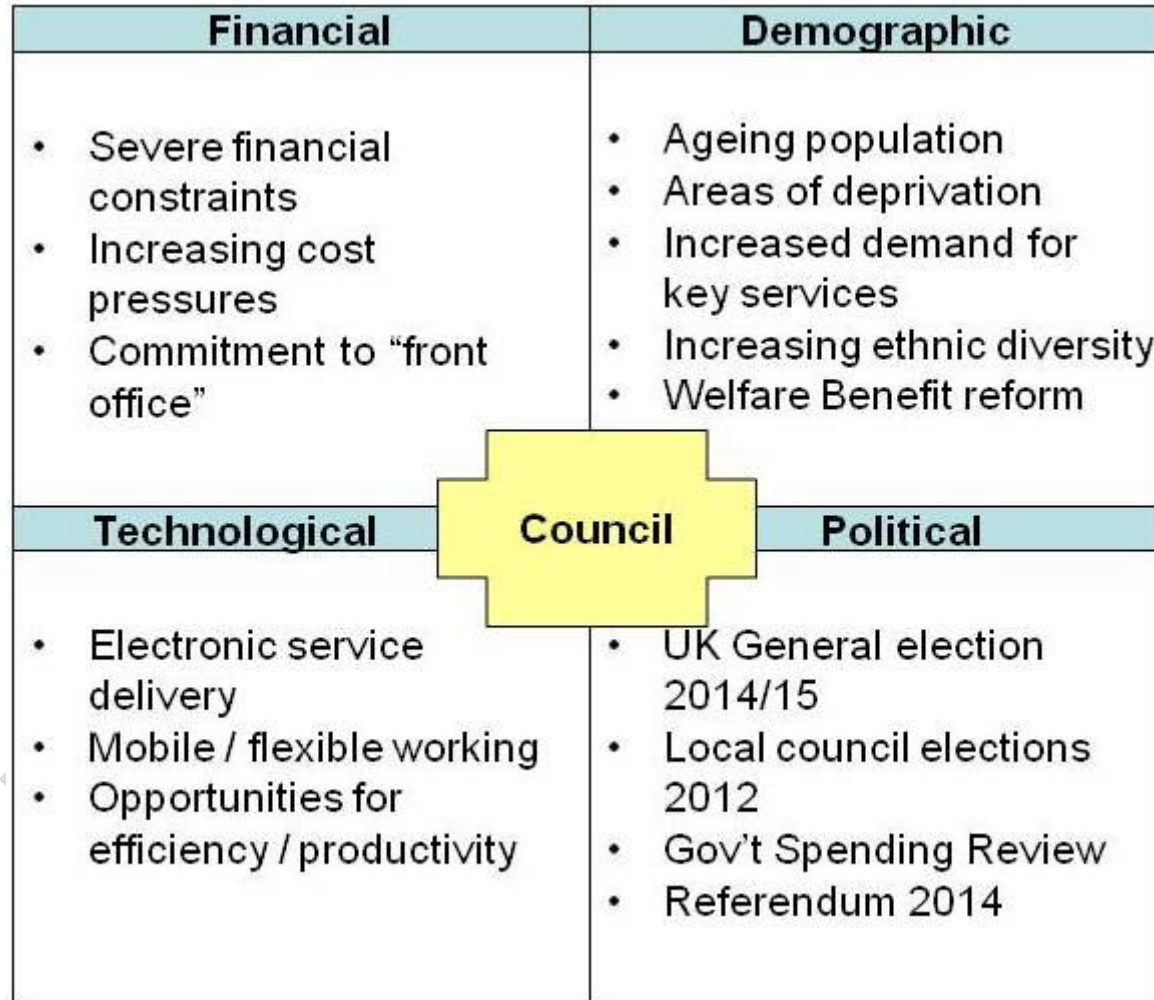 Financial
• Severe financial
constraints
• Increasing cost
pressures
• Commitment to “front
office”
Demographic
• Ageing population
• Areas of deprivation
• Increased demand for
key services
• Increasing ethnic diversity
• Welfare Benefit reform
Council
Technological
• Electronic service
delivery
• Mobile / flexible working
• Opportunities for
efficiency / productivity
Political
• UK General election
2014/15
• Local council elections
2012
• Gov’t Spending Review
• Referendum 2014